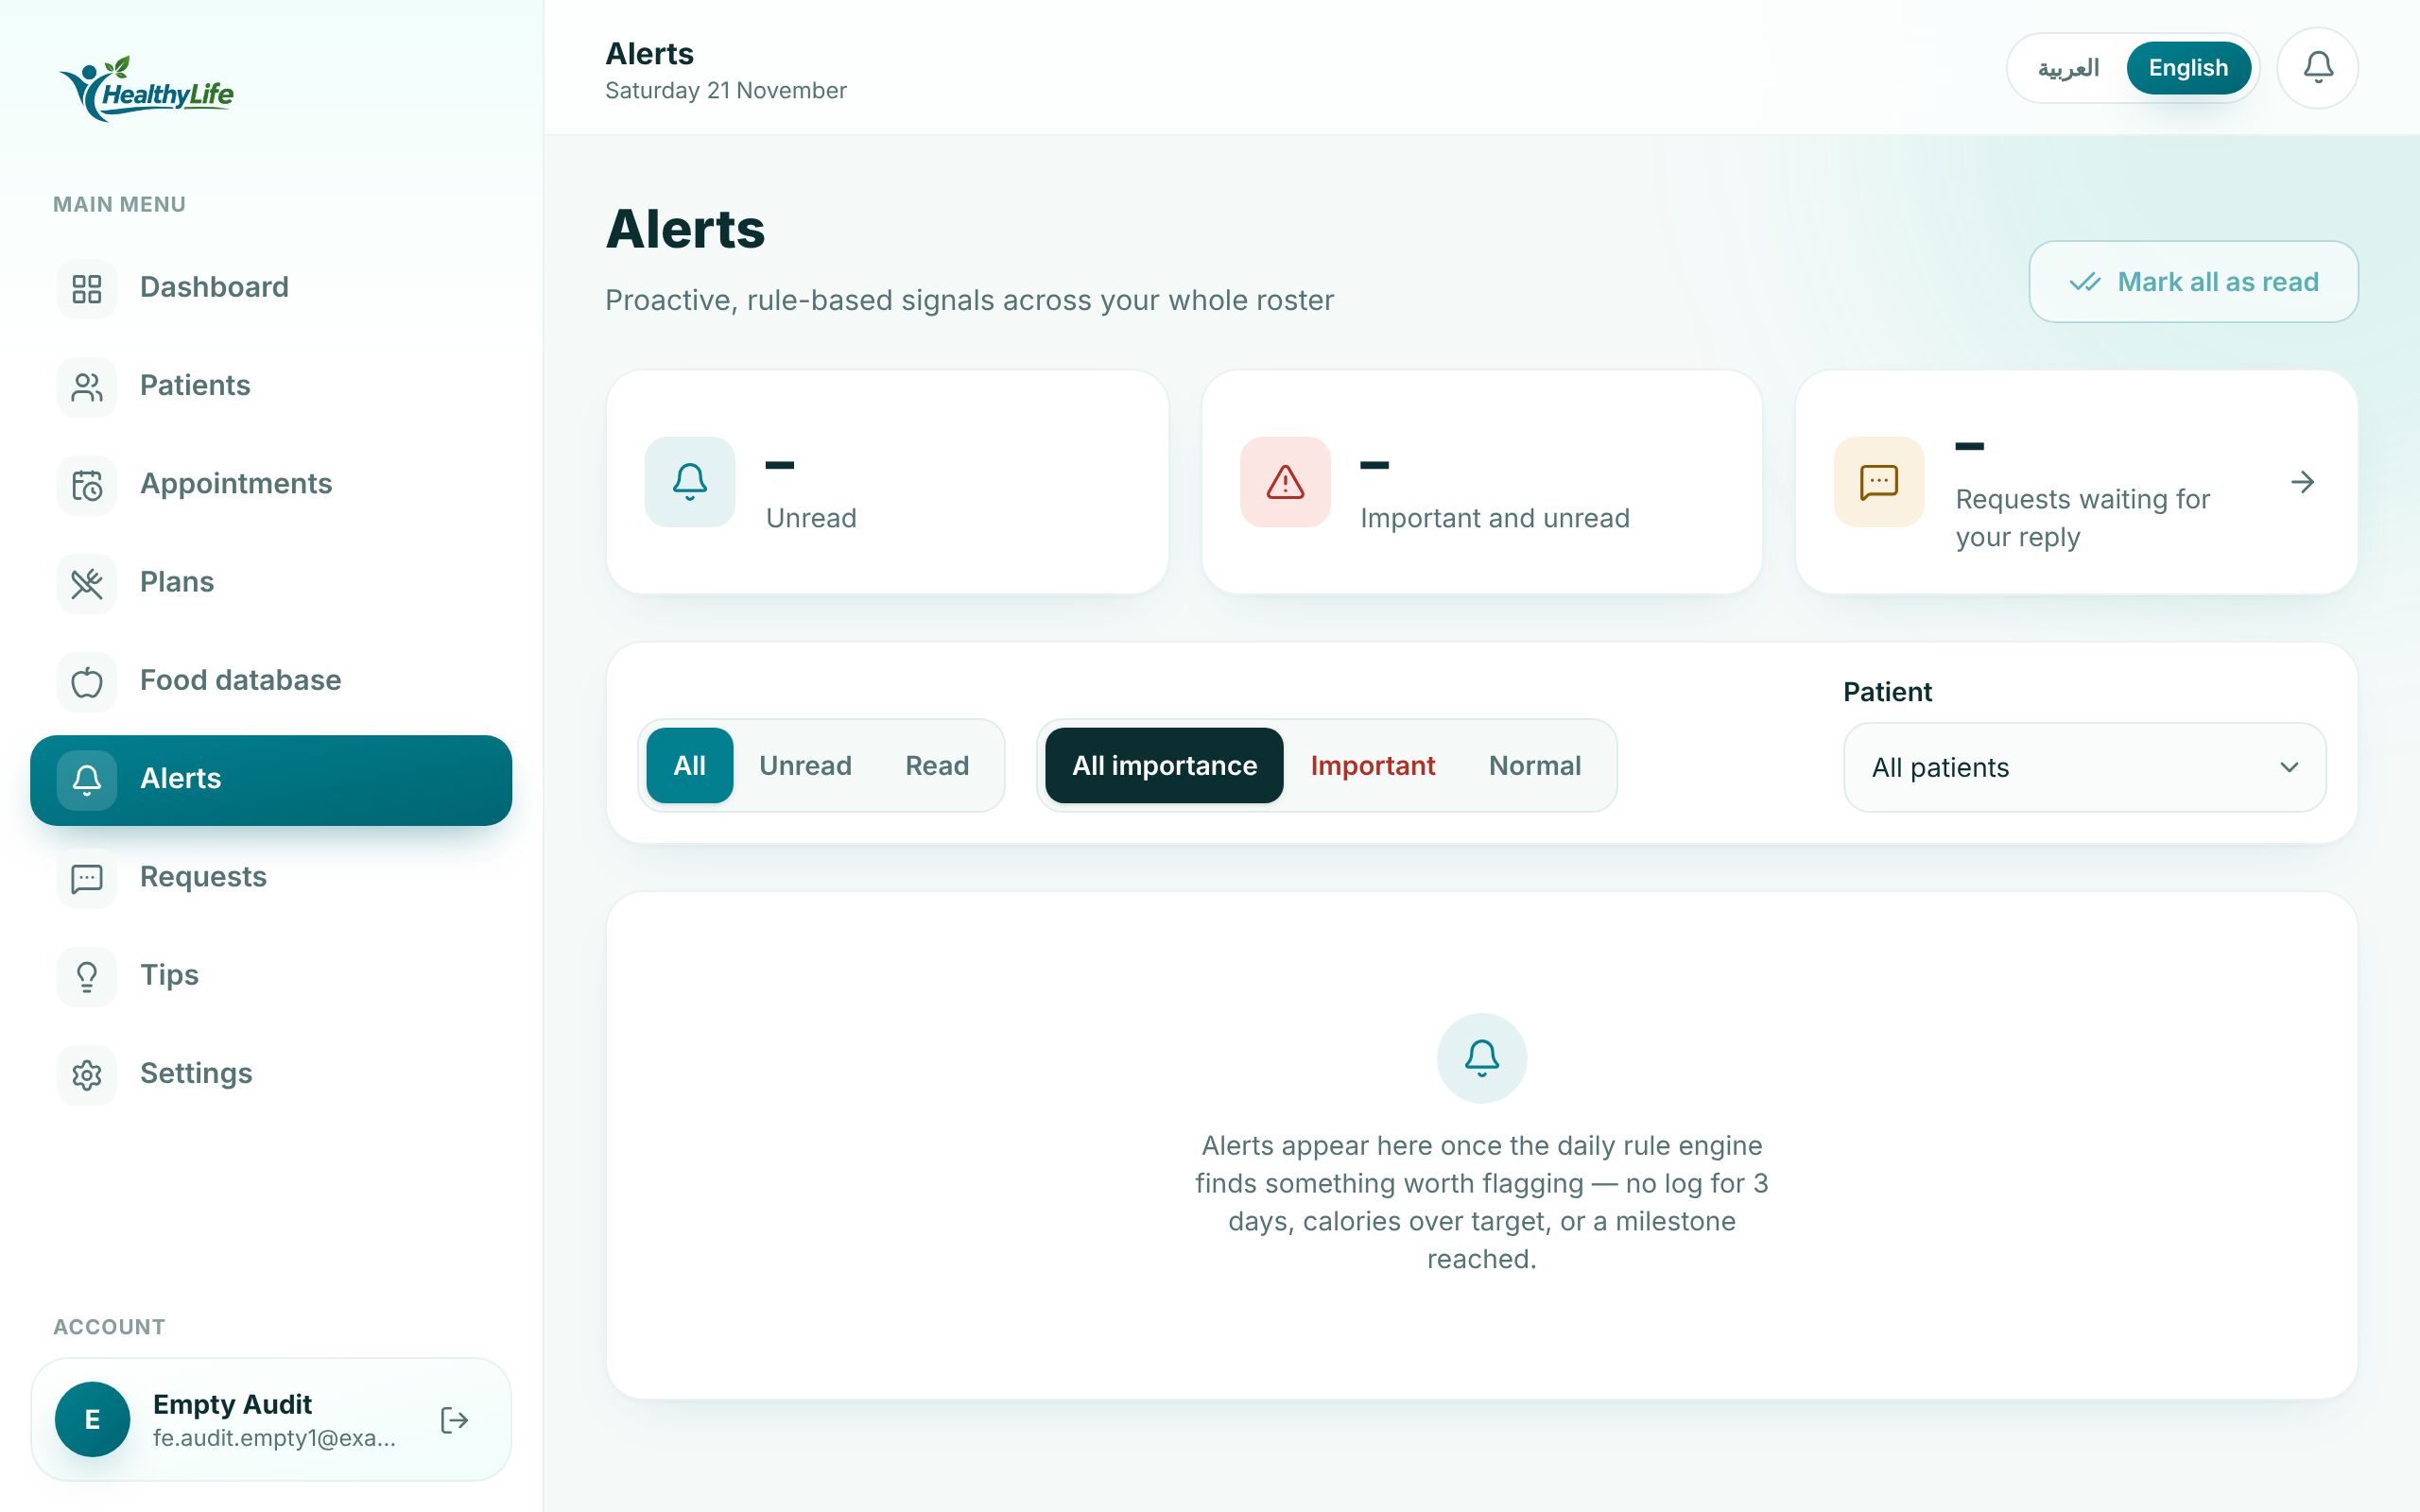 HealthyLife
MAIN MENU
Dashboard
Patients
Appointments
Plans
Food database
Alerts
Requests
Tips
Settings
ACCOUNT
E
Empty Audit
fe.audit.empty1@exa...
Alerts
Saturday 21 November
العربية
English
Alerts
Proactive, rule-based signals across your whole roster
Mark all as read
–
Unread
–
Important and unread
–
Requests waiting for
your reply
All
Unread
Read
All importance
Important
Normal
Patient
All patients
Alerts appear here once the daily rule engine
finds something worth flagging — no log for 3
days, calories over target, or a milestone
reached.